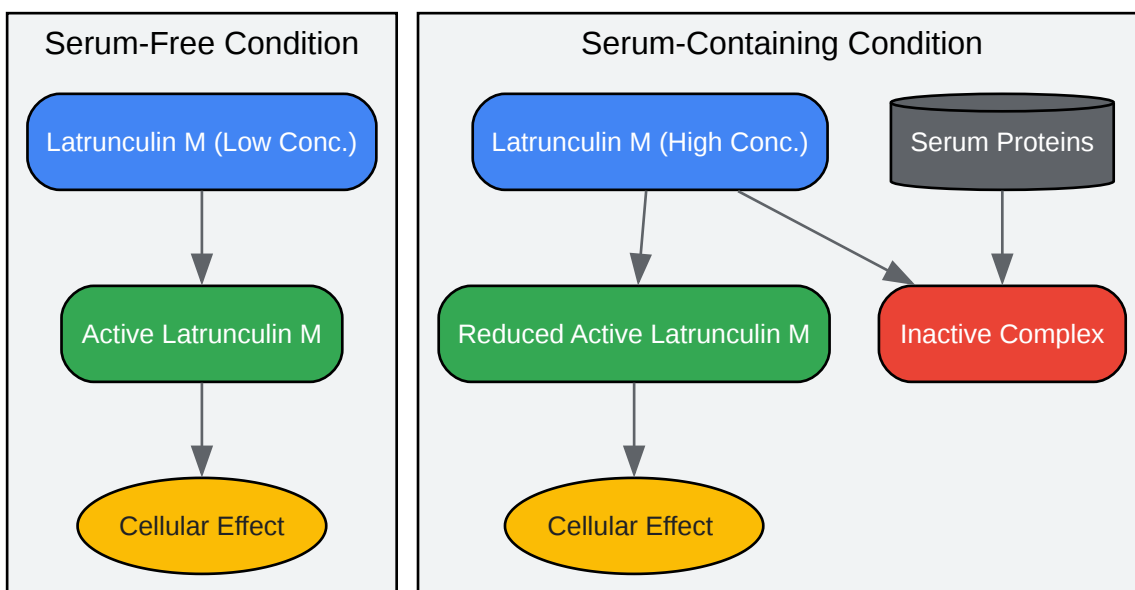 Serum-Free Condition
Latrunculin M (Low Conc.)
Active Latrunculin M
Cellular Effect
Serum-Containing Condition
Latrunculin M (High Conc.)
Serum Proteins
Reduced Active Latrunculin M
Inactive Complex
Cellular Effect